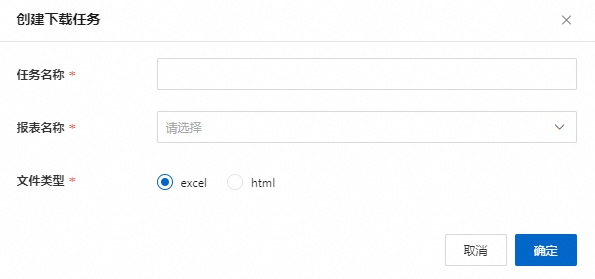 创建下载任务
任务名称 *
报表名称 * 请选择
文件类型 * excel html
取消 确定